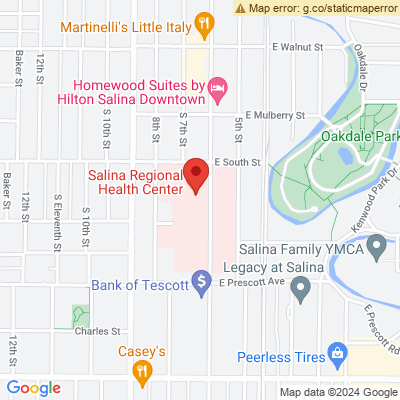 Map error: g.co/staticmaperror
Martinelli's Little Italy
E Walnut St
Oakdale Dr
Baker St
12th St
S 10th St
S 7th St
Homewood Suites by
Hilton Salina Downtown
E Mulberry St
8th St
5th St
Oakdale Park
E South St
Salina Regional
Health Center
Kenwood Park Dr
Baker St
12th St
S Eleventh St
S 10th St
Salina Family YMCA
Legacy at Salina
Bank of Tescott
E Prescott Ave
E Prescott Rd
Charles St
12th St
Casey's
Peerless Tires
Google
Map data ©2024 Google